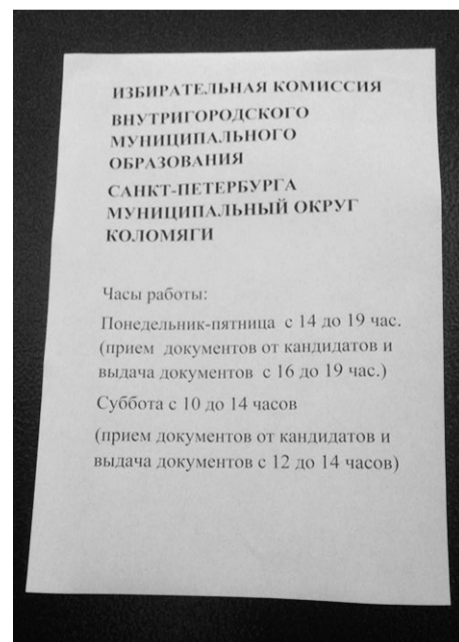 ИЗБИРАТЕЛЬНАЯ КОМИССИЯ
ВНУТРИГОРОДСКОГО
МУНИЦИПАЛЬНОГО
ОБРАЗОВАНИЯ
САНКТ-ПЕТЕРБУРГА
МУНИЦИПАЛЬНЫЙ ОКРУГ
КОЛОМЯГИ
Часы работы:
Понедельник-пятница с 14 до 19 час.
(прием документов от кандидатов и
выдача документов с 16 до 19 час.)
Суббота с 10 до 14 часов
(прием документов от кандидатов и
выдача документов с 12 до 14 часов)